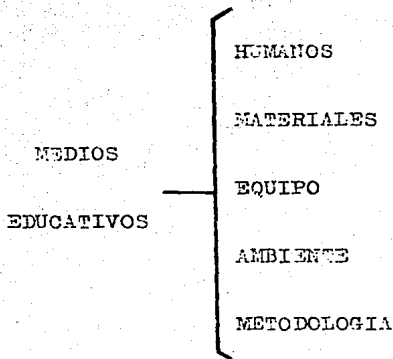 HUMANOS
MATERIALES
MEDIOS
EQUIPO
EDUCATIVOS
AMBIENTE
METODOLOGIA